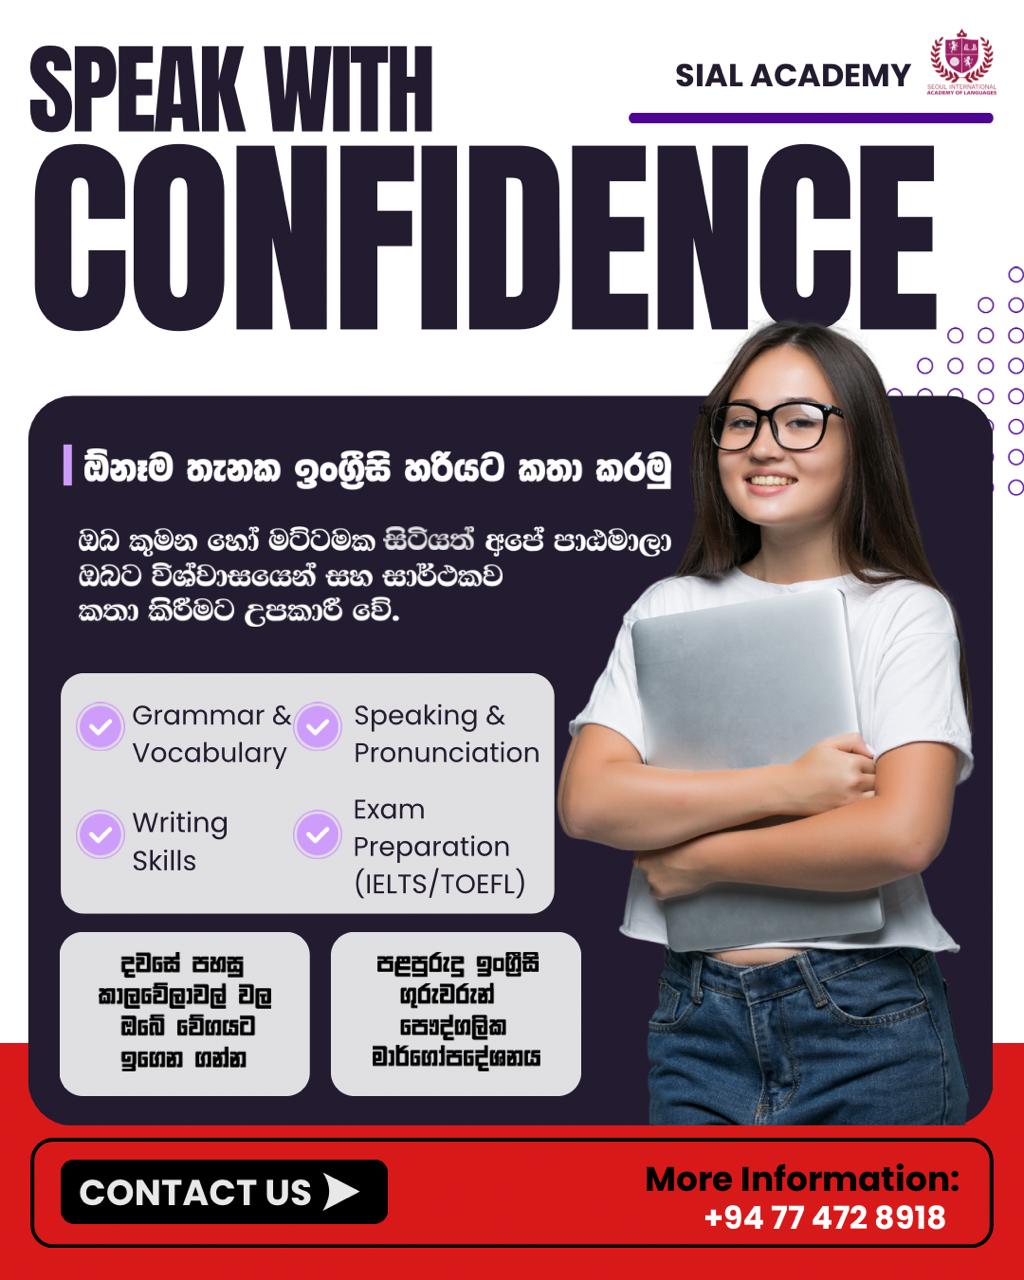 SPEAK WITH
CONFIDENCE
SIAL ACADEMY
SEOUL INTERNATIONAL
ACADEMY OF LANGUAGES
ඕනෑම තැනක ඉංග්‍රීසි හරියට කතා කරමු
ඔබ කුමන හෝ මට්ටමක සිටියත් අපේ පාඨමාලා
ඔබට විශ්වාසයෙන් සහ සාර්ථකව
කතා කිරීමට උපකාරී වේ.
Grammar &
Vocabulary
Speaking &
Pronunciation
Writing
Skills
Exam
Preparation
(IELTS/TOEFL)
දවසේ පහසු
කාලවේලාවල් වල
ඔබේ වේගයට
ඉගෙන ගන්න
පළපුරුදු ඉංග්‍රීසි
ගුරුවරුන්
පෞද්ගලික
මාර්ගෝපදේශනය
CONTACT US
More Information:
+94 77 472 8918